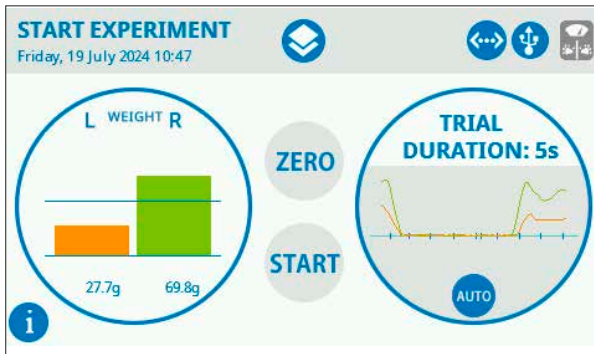 START EXPERIMENT
Friday, 19 July 2024 10:47
L WEIGHT R
27.7g 69.8g
ZERO
START
TRIAL
DURATION: 5s
AUTO
i